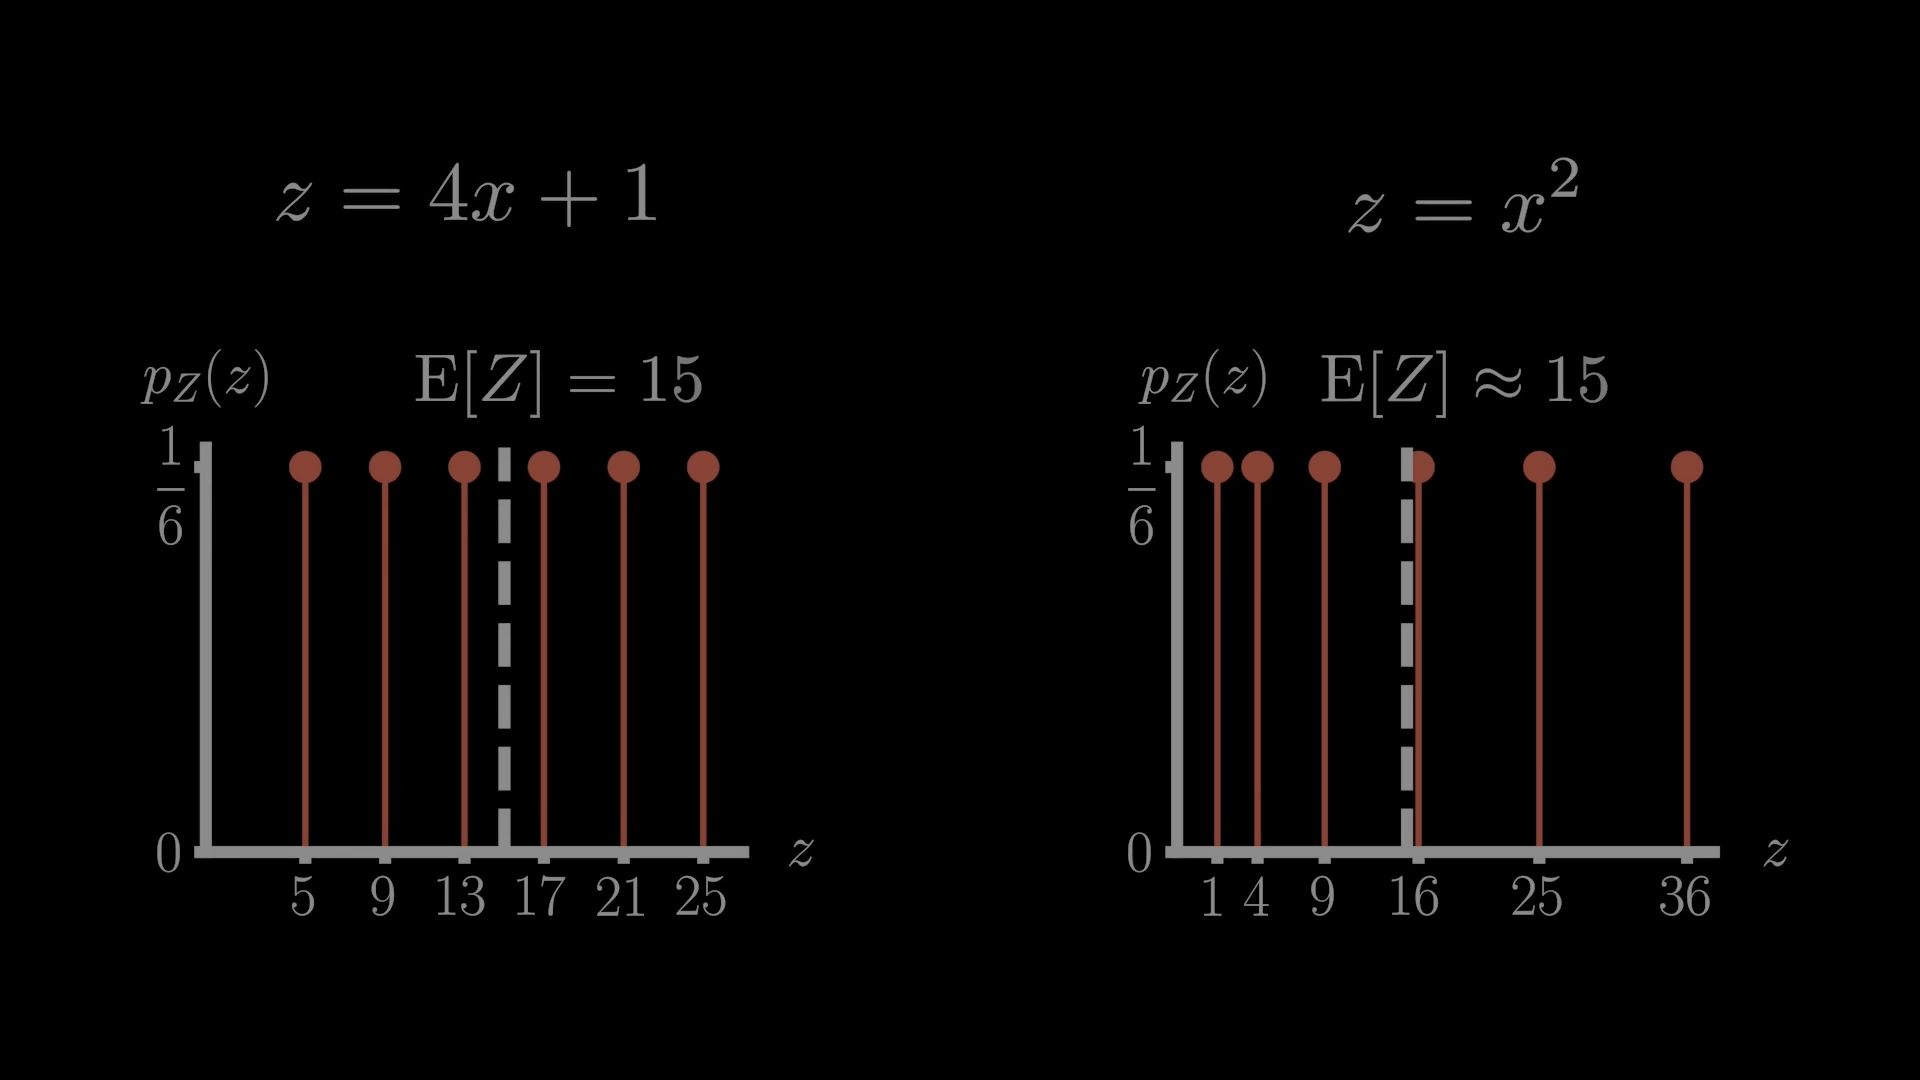 z = 4x + 1
p_Z(z)
E[Z] = 15
1/6
0
5 9 13 17 21 25
z
z = x²
p_Z(z)
E[Z] ≈ 15
1/6
0
1 4 9 16 25 36
z